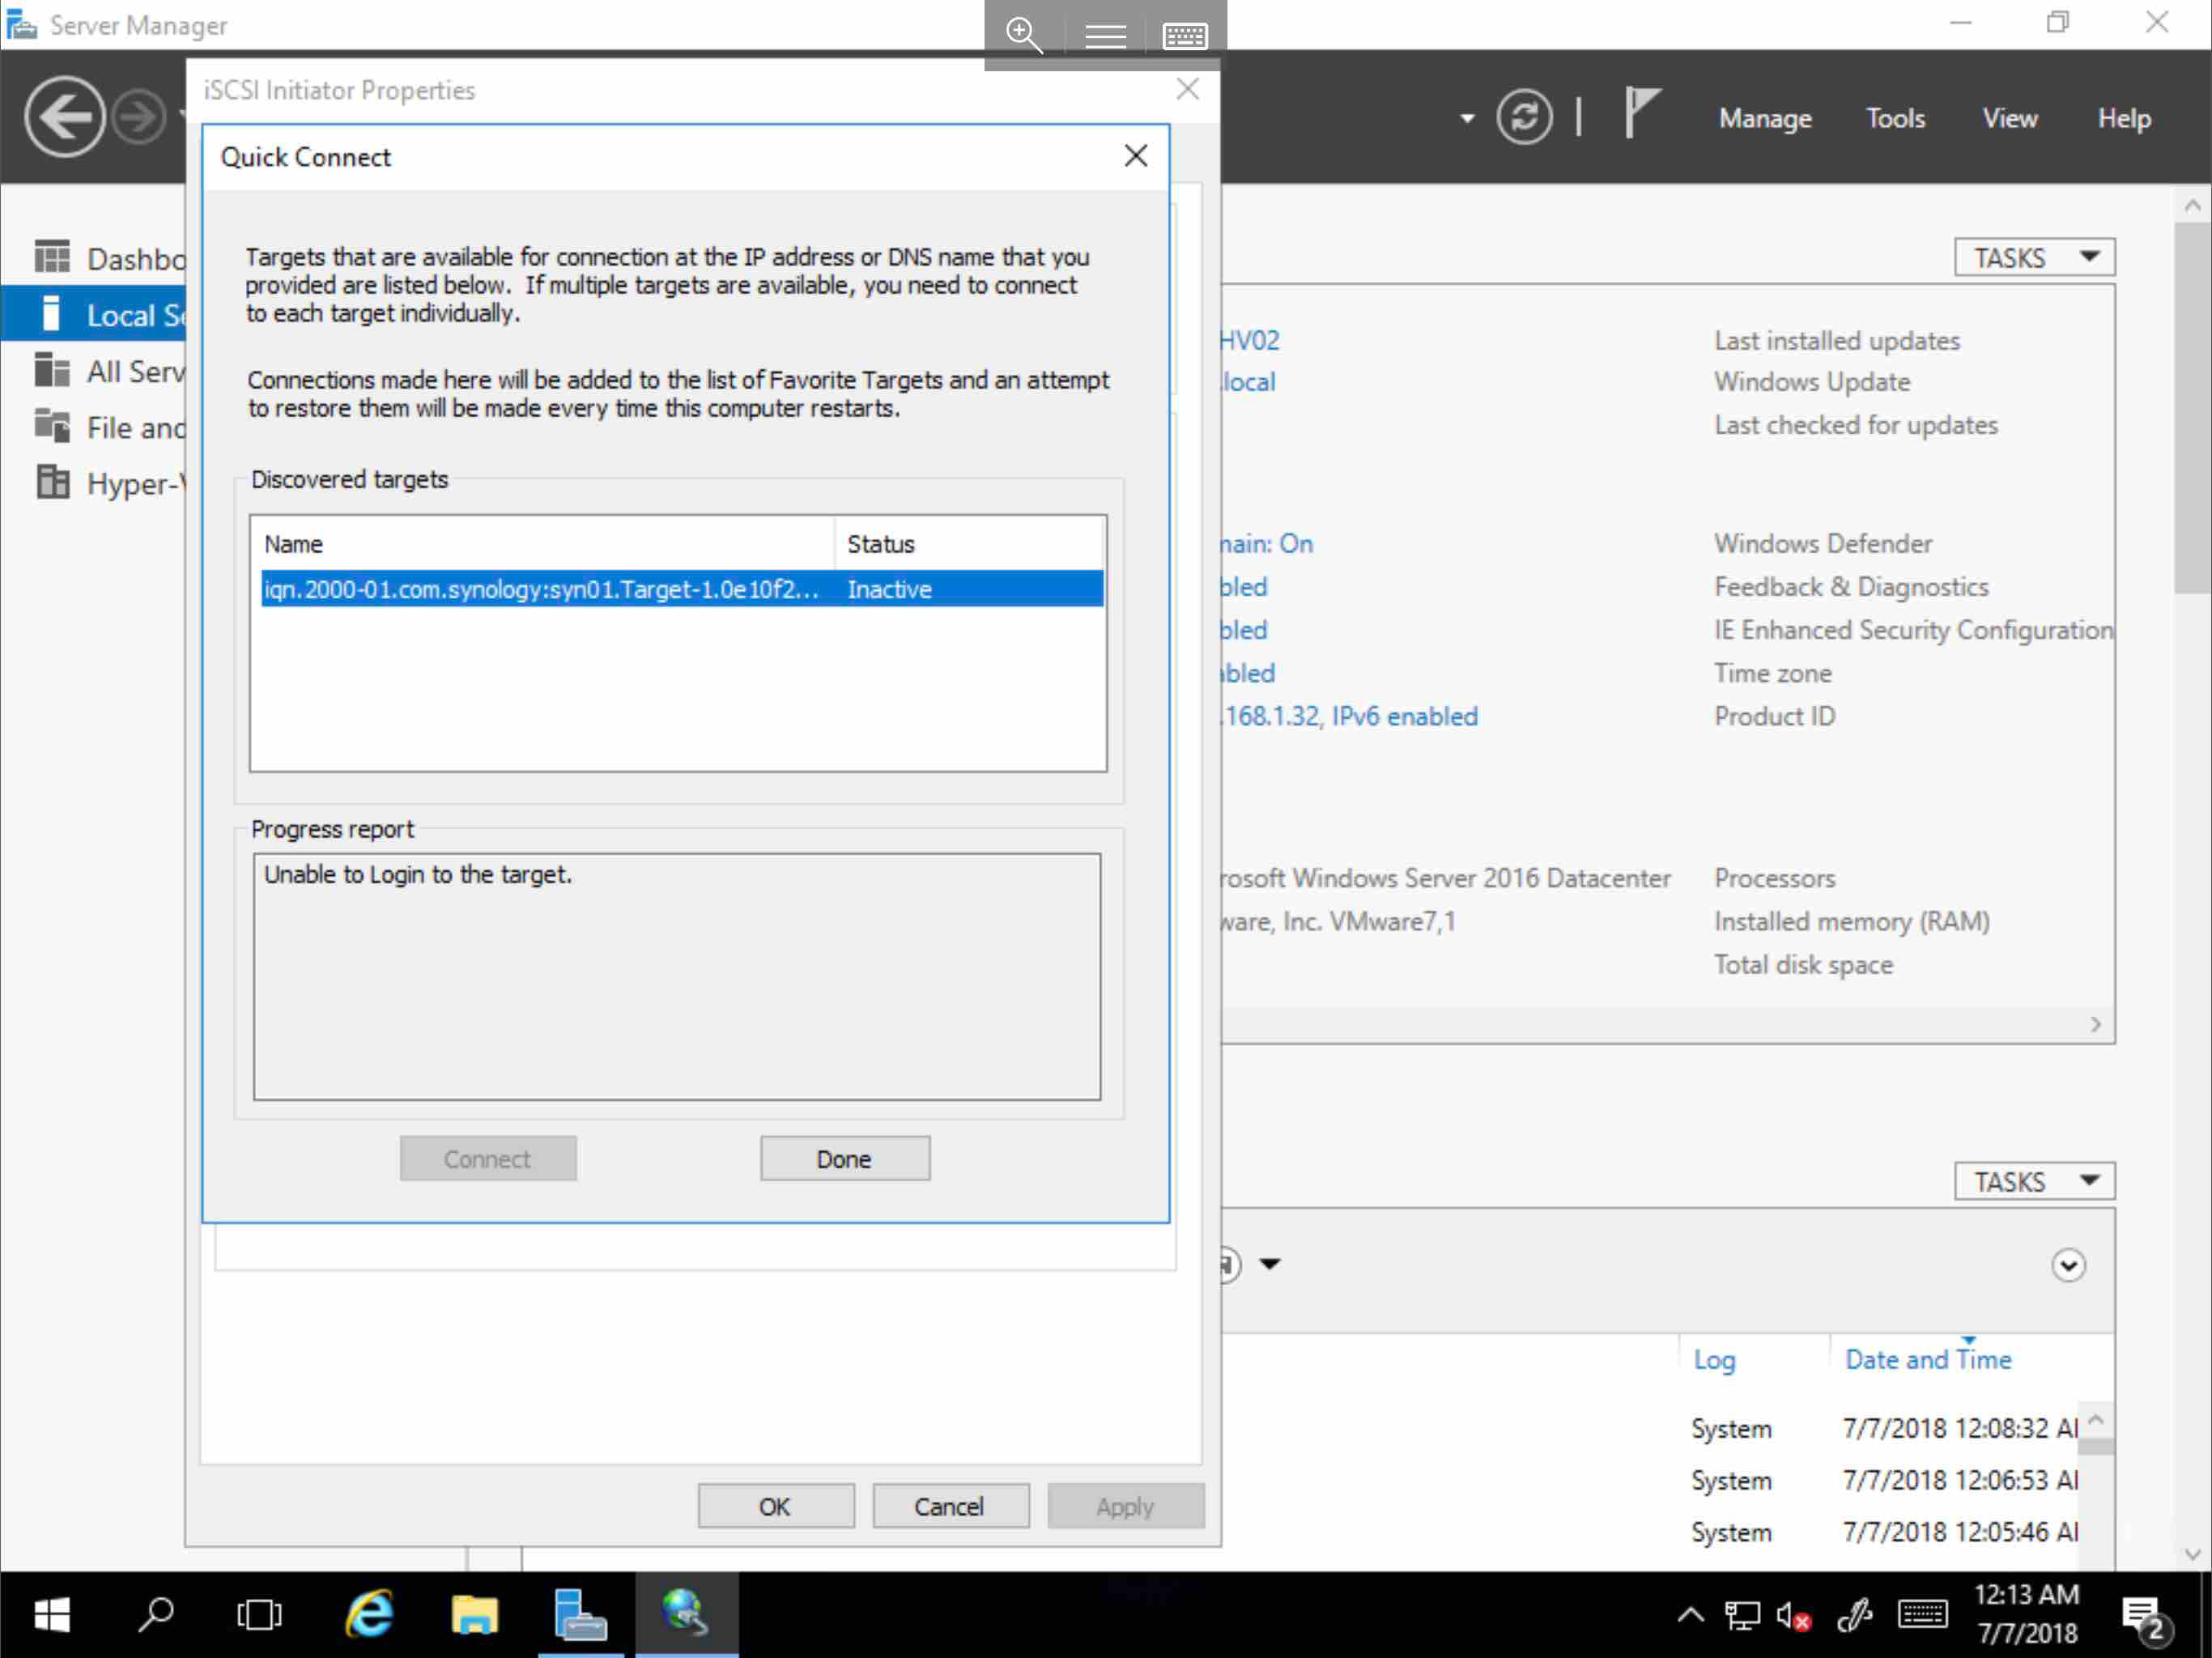 Server Manager
iSCSI Initiator Properties
Manage Tools View Help
Quick Connect
Targets that are available for connection at the IP address or DNS name that you
provided are listed below. If multiple targets are available, you need to connect
to each target individually.
Connections made here will be added to the list of Favorite Targets and an attempt
to restore them will be made every time this computer restarts.
Discovered targets
Name Status
iqn.2000-01.com.synology:syn01.Target-1.0e10f2... Inactive
Progress report
Unable to Login to the target.
Connect Done
OK Cancel Apply
Dashbo
Local Se
All Serv
File and
Hyper-V
TASKS
HV02 Last installed updates
.local Windows Update
Last checked for updates
main: On Windows Defender
bled Feedback & Diagnostics
bled IE Enhanced Security Configuration
abled Time zone
.168.1.32, IPv6 enabled Product ID
rosoft Windows Server 2016 Datacenter Processors
ware, Inc. VMware7,1 Installed memory (RAM)
Total disk space
TASKS
Log Date and Time
System 7/7/2018 12:08:32 AM
System 7/7/2018 12:06:53 AM
System 7/7/2018 12:05:46 AM
12:13 AM
7/7/2018
2